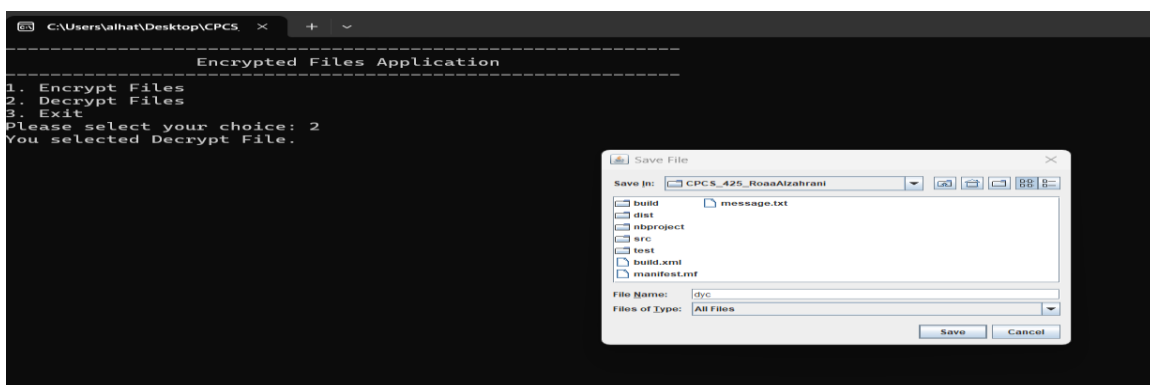 C:\Users\alhat\Desktop\CPCS_
Encrypted Files Application
1. Encrypt Files
2. Decrypt Files
3. Exit
Please select your choice: 2
You selected Decrypt File.
Save File
Save In: CPCS_425_RoaaAlzahrani
build message.txt
dist
nbproject
src
test
build.xml
manifest.mf
File Name: dyc
Files of Type: All Files
Save Cancel